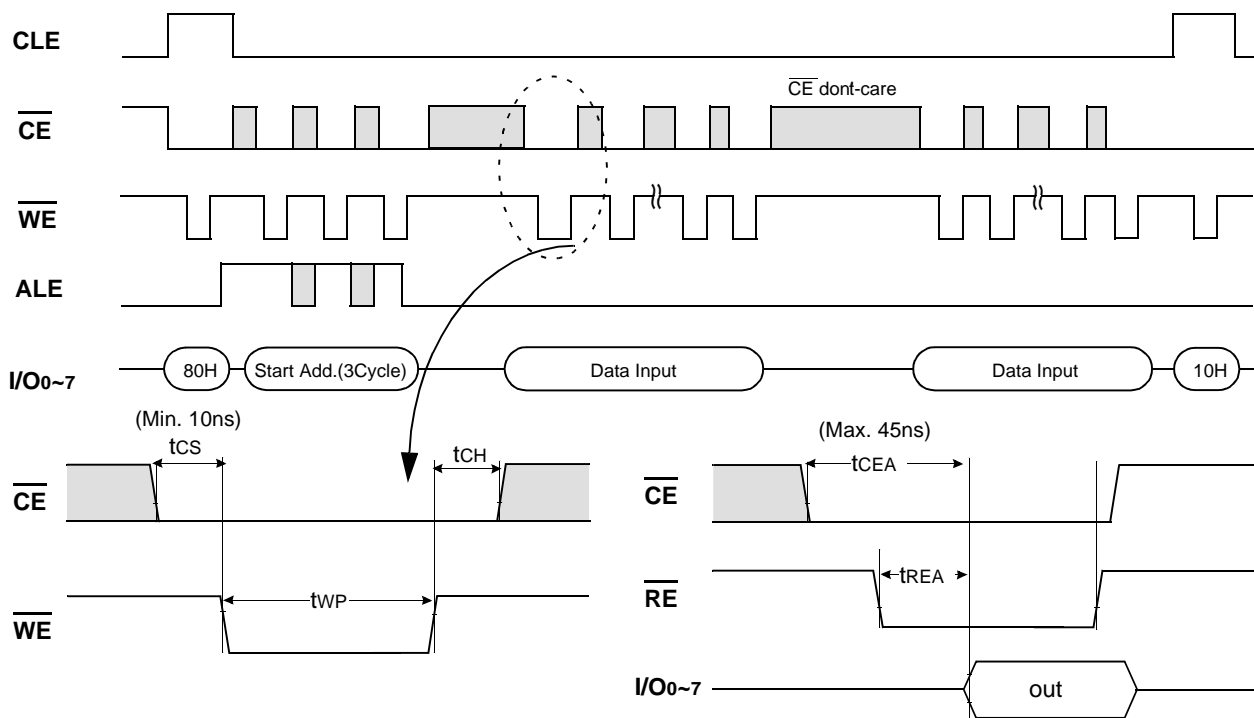 CLE
CE dont-care
CE
WE
ALE
I/O0~7
80H
Start Add.(3Cycle)
Data Input
Data Input
10H
(Min. 10ns)
tCS
tCH
CE
tWP
WE
(Max. 45ns)
tCEA
CE
tREA
RE
I/O0~7
out